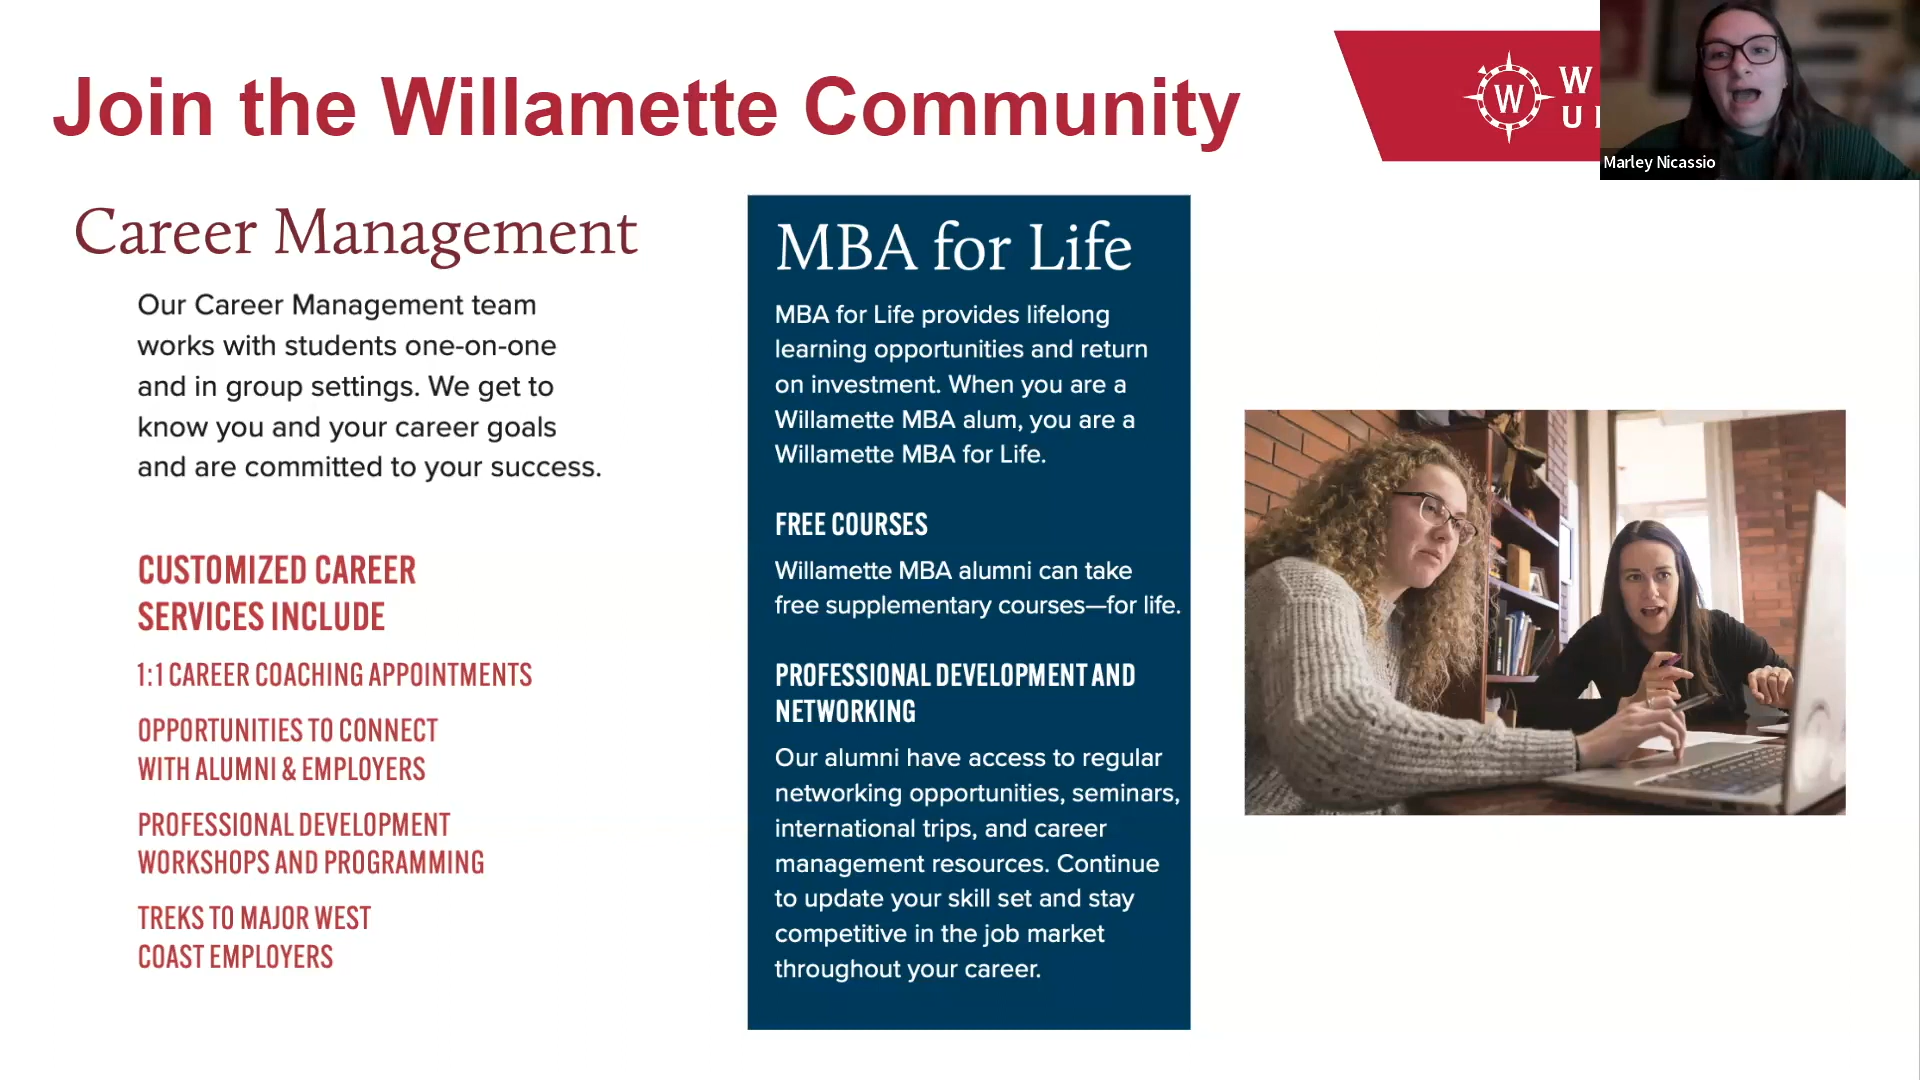 Join the Willamette Community
W
W
U
Marley Nicassio
Career Management
Our Career Management team
works with students one-on-one
and in group settings. We get to
know you and your career goals
and are committed to your success.
CUSTOMIZED CAREER
SERVICES INCLUDE
1:1 CAREER COACHING APPOINTMENTS
OPPORTUNITIES TO CONNECT
WITH ALUMNI & EMPLOYERS
PROFESSIONAL DEVELOPMENT
WORKSHOPS AND PROGRAMMING
TREKS TO MAJOR WEST
COAST EMPLOYERS
MBA for Life
MBA for Life provides lifelong
learning opportunities and return
on investment. When you are a
Willamette MBA alum, you are a
Willamette MBA for Life.
FREE COURSES
Willamette MBA alumni can take
free supplementary courses—for life.
PROFESSIONAL DEVELOPMENT AND
NETWORKING
Our alumni have access to regular
networking opportunities, seminars,
international trips, and career
management resources. Continue
to update your skill set and stay
competitive in the job market
throughout your career.